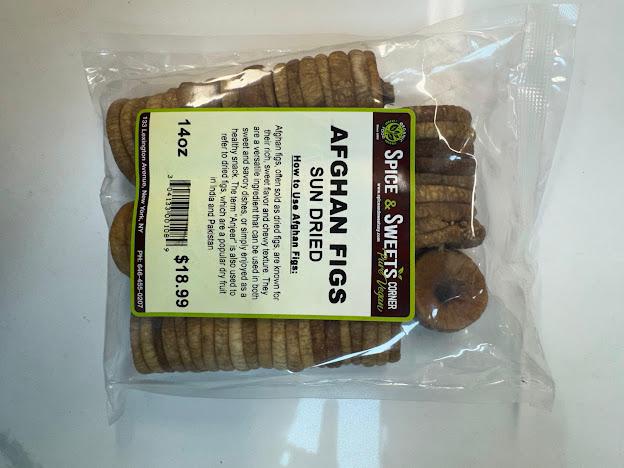 SPICE & SWEETS CORNER
Pure Vegan
AFGHAN FIGS
SUN DRIED
How to Use Afghan Figs:
Afghan figs, often sold as dried figs, are known for
their rich, sweet flavor and chewy texture. They
are a versatile ingredient that can be used in both
sweet and savory dishes, or simply enjoyed as a
healthy snack. The term "Anjeer" is also used to
refer to dried figs, which are a popular dry fruit
in India and Pakistan
14oz
$18.99
133 Lexington Avenue, New York, NY
PH: 646-455-0207